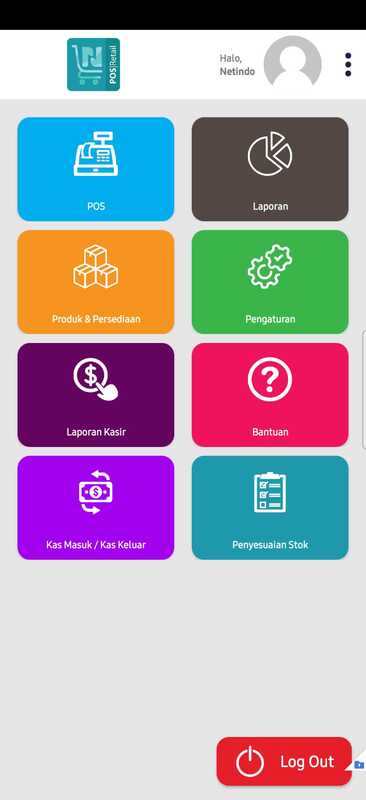 POS|Retail
Halo,
Netindo
POS
Laporan
Produk & Persediaan
Pengaturan
Laporan Kasir
Bantuan
Kas Masuk / Kas Keluar
Penyesuaian Stok
Log Out